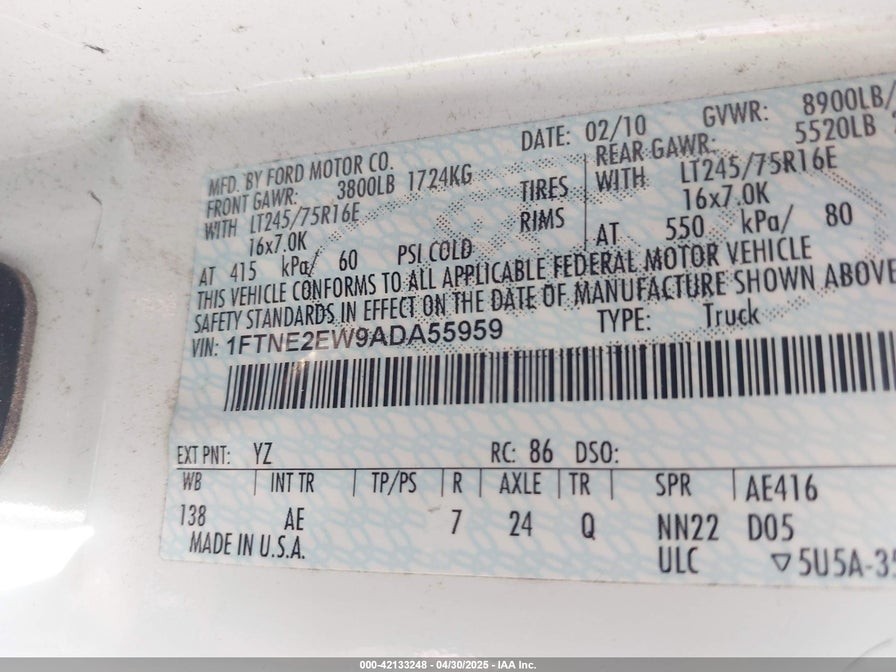 MFD. BY FORD MOTOR CO. DATE: 02/10 GVWR: 8900LB/
FRONT GAWR: 3800LB 1724KG REAR GAWR: 5520LB
WITH LT245/75R16E TIRES WITH LT245/75R16E
16x7.0K RIMS 16x7.0K
AT 415 kPa/ 60 PSI COLD AT 550 kPa/ 80
THIS VEHICLE CONFORMS TO ALL APPLICABLE FEDERAL MOTOR VEHICLE
SAFETY STANDARDS IN EFFECT ON THE DATE OF MANUFACTURE SHOWN ABOVE
VIN: 1FTNE2EW9ADA55959 TYPE: Truck
EXT PNT: YZ RC: 86 DSO:
WB INT TR TP/PS R AXLE TR SPR AE416
138 AE 7 24 Q NN22 D05
MADE IN U.S.A. ULC ▽5U5A-35
000-42133248 - 04/30/2025 - IAA Inc.